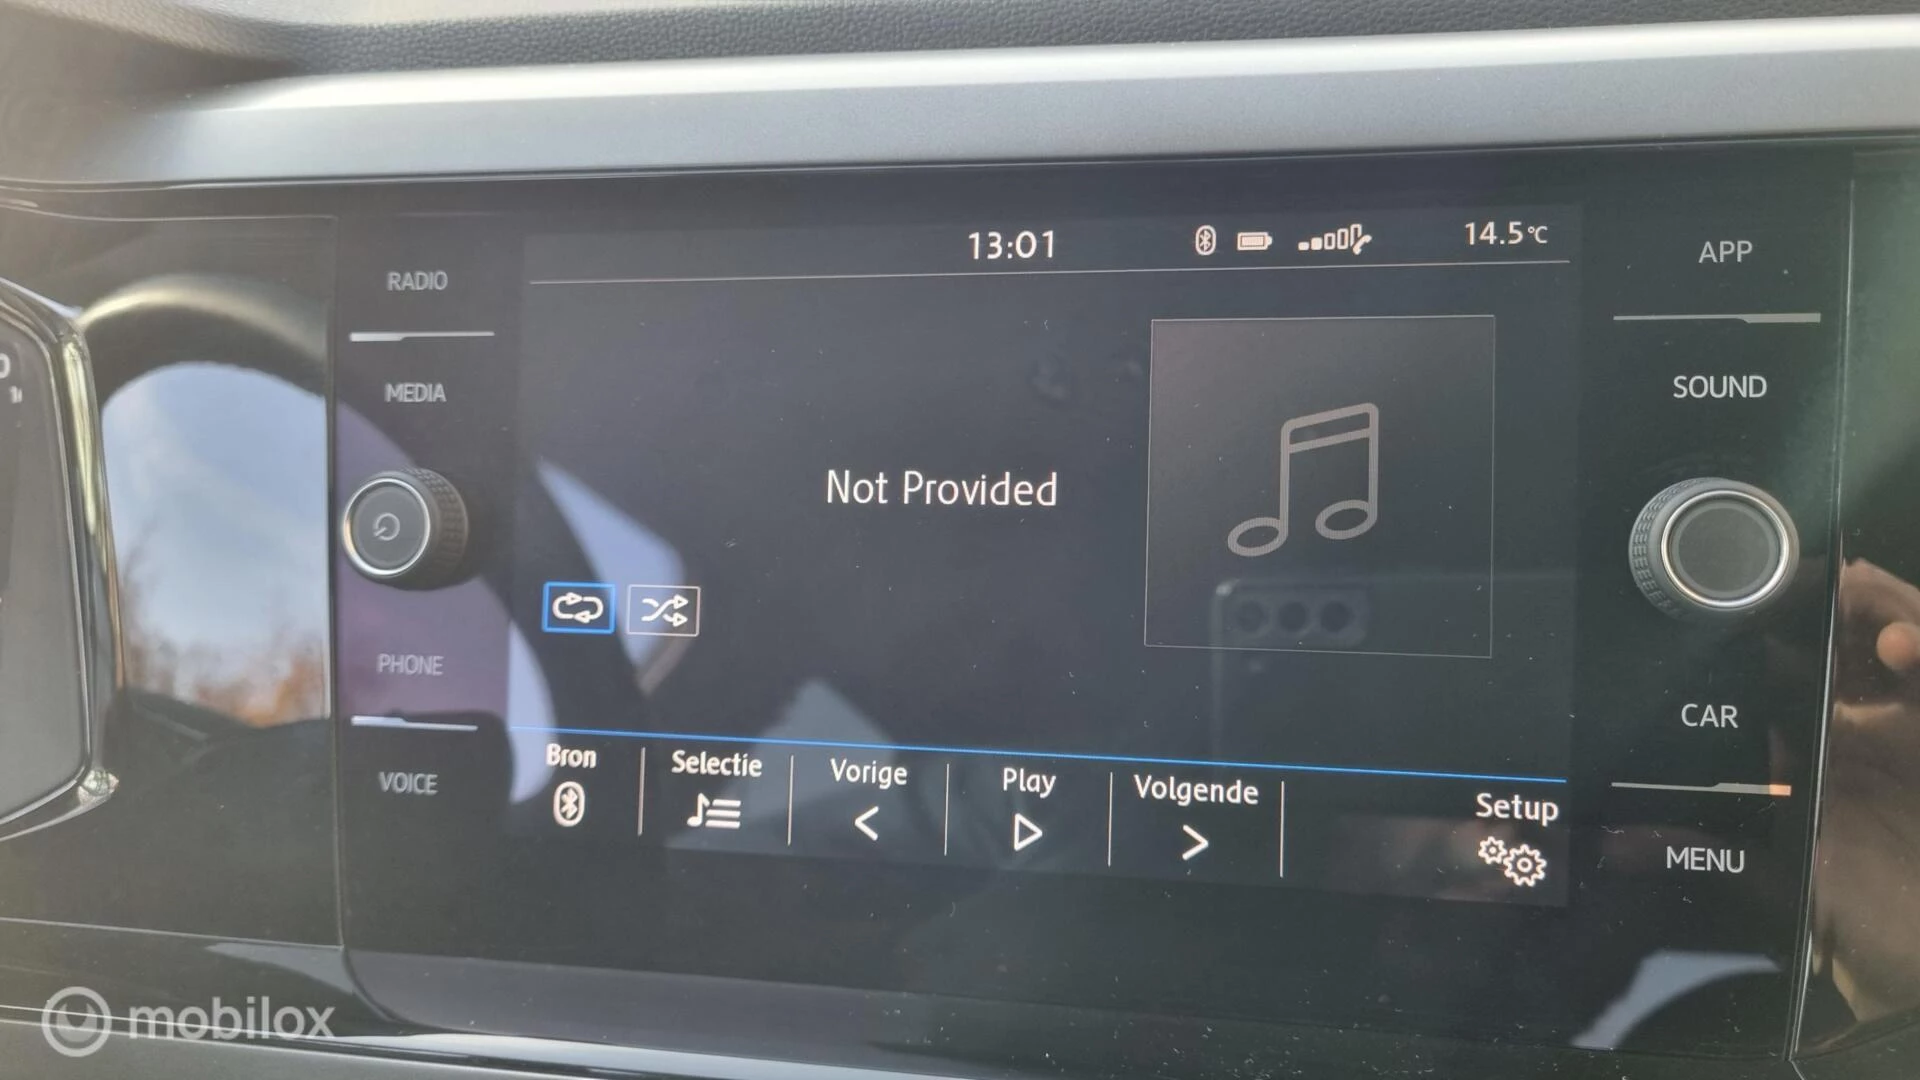 13:01
14.5°C
RADIO
MEDIA
PHONE
VOICE
Not Provided
Bron
Selectie
Vorige
Play
Volgende
Setup
APP
SOUND
CAR
MENU
mobilox